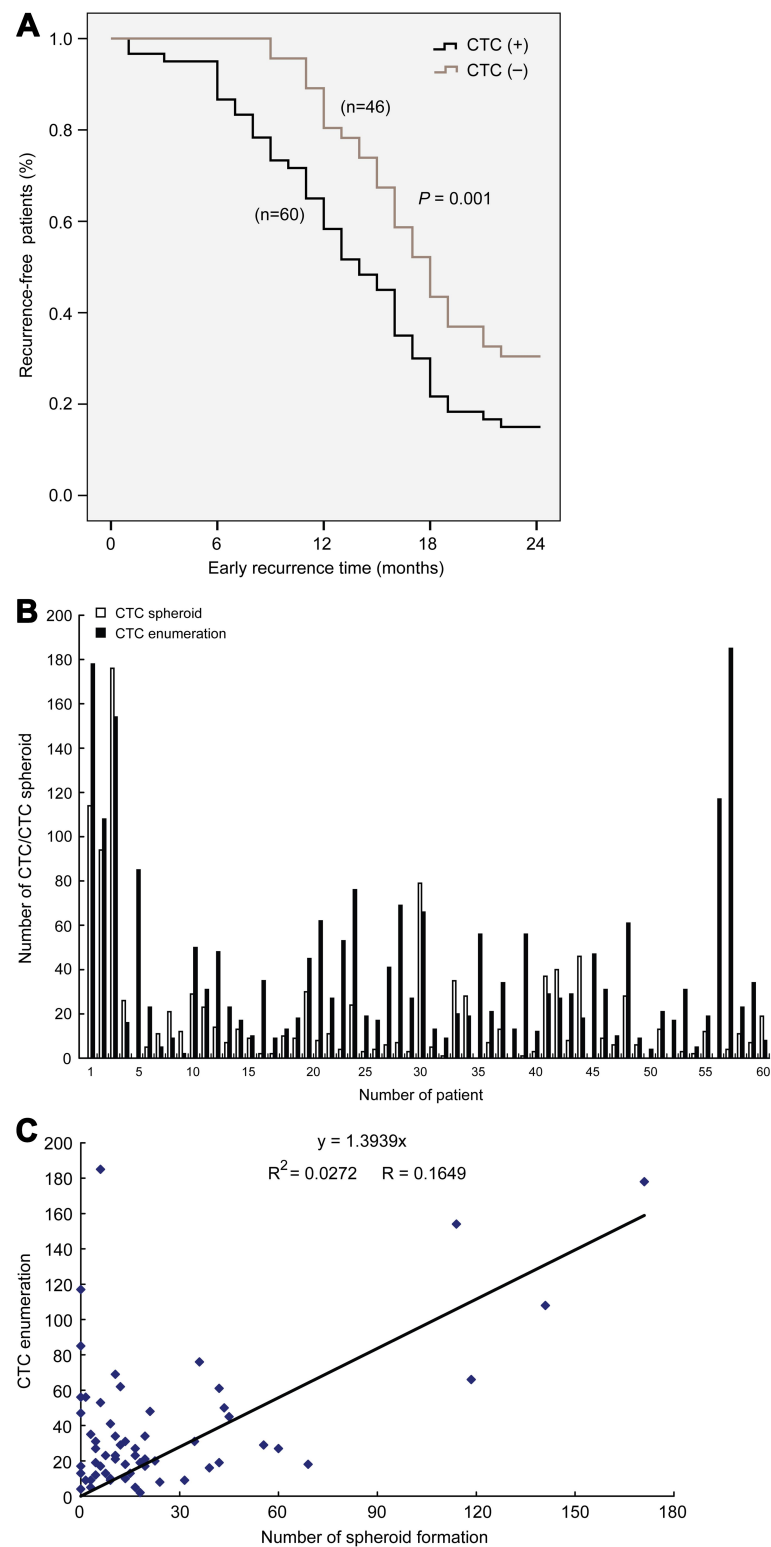 A
1.0
0.8
0.6
0.4
0.2
0.0
Recurrence-free patients (%)
CTC (+)
CTC (–)
(n=46)
(n=60)
P = 0.001
0 6 12 18 24
Early recurrence time (months)
B
CTC spheroid
CTC enumeration
200
180
160
140
120
100
80
60
40
20
0
Number of CTC/CTC spheroid
1 5 10 15 20 25 30 35 40 45 50 55 60
Number of patient
C
y = 1.3939x
R2 = 0.0272 R = 0.1649
200
180
160
140
120
100
80
60
40
20
0
CTC enumeration
0 30 60 90 120 150 180
Number of spheroid formation